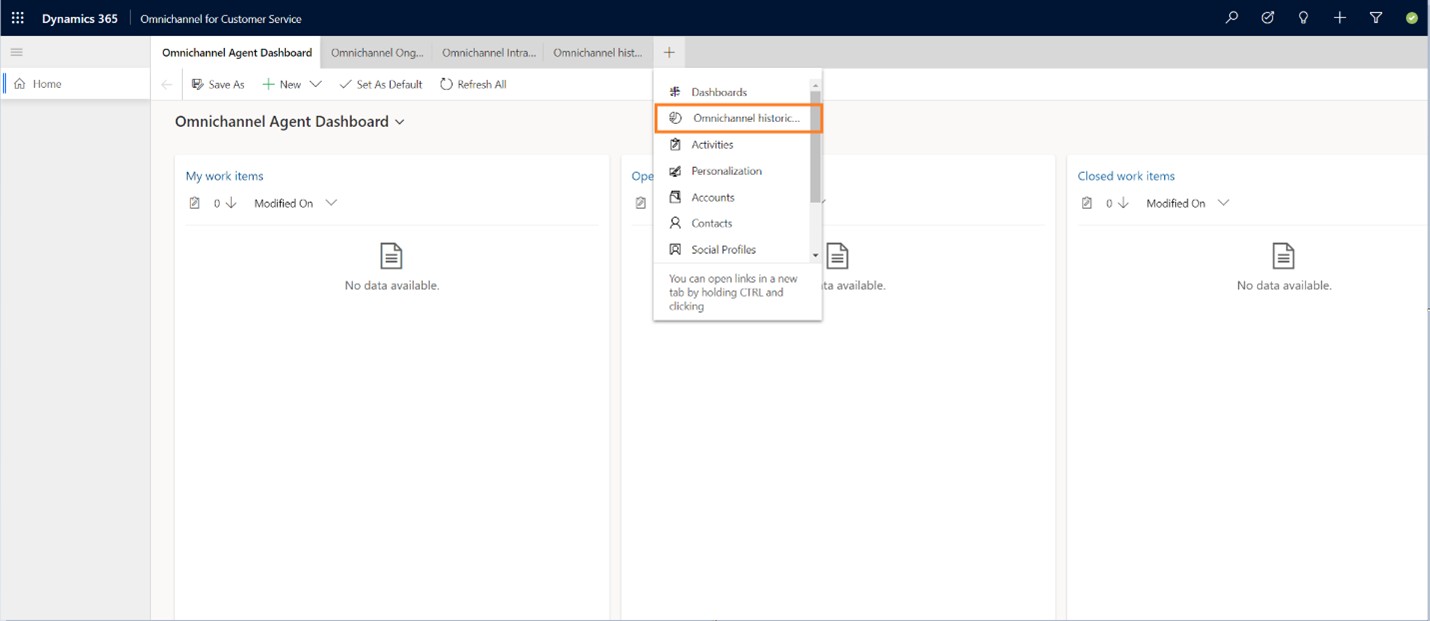 Dynamics 365 Omnichannel for Customer Service
Omnichannel Agent Dashboard Omnichannel Ong... Omnichannel Intra... Omnichannel hist...
Home
Save As New Set As Default Refresh All
Omnichannel Agent Dashboard
My work items
0 Modified On
No data available.
Ope
ata available.
Closed work items
0 Modified On
No data available.
Dashboards
Omnichannel historic...
Activities
Personalization
Accounts
Contacts
Social Profiles
You can open links in a new
tab by holding CTRL and
clicking